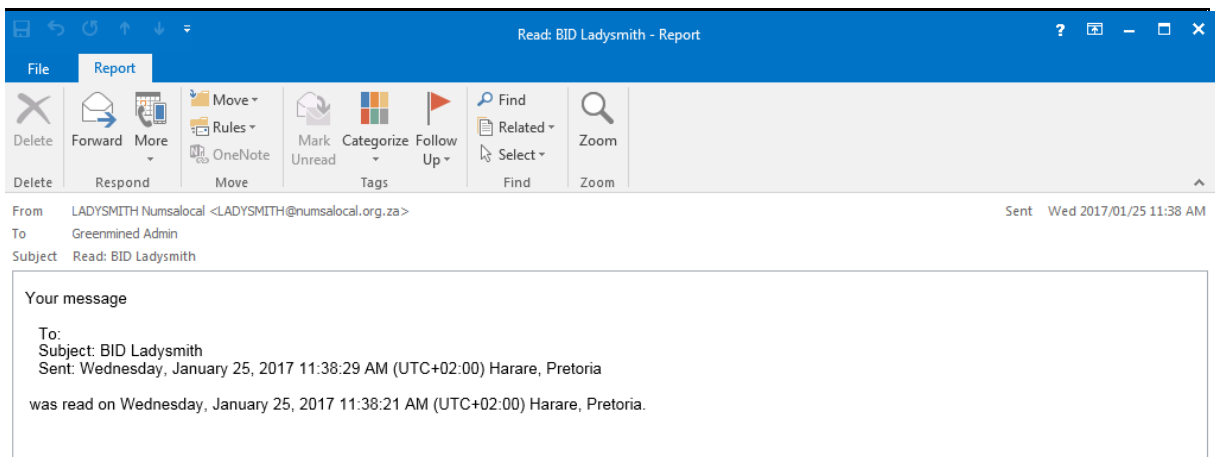 Read: BID Ladysmith - Report
?
File Report
Delete Forward More Move Rules OneNote Mark Unread Categorize Follow Up Find Related Select Zoom
Delete Respond Move Tags Find Zoom
From LADYSMITH Numsalocal <LADYSMITH@numsalocal.org.za> Sent Wed 2017/01/25 11:38 AM
To Greenmined Admin
Subject Read: BID Ladysmith
Your message
To:
Subject: BID Ladysmith
Sent: Wednesday, January 25, 2017 11:38:29 AM (UTC+02:00) Harare, Pretoria
was read on Wednesday, January 25, 2017 11:38:21 AM (UTC+02:00) Harare, Pretoria.